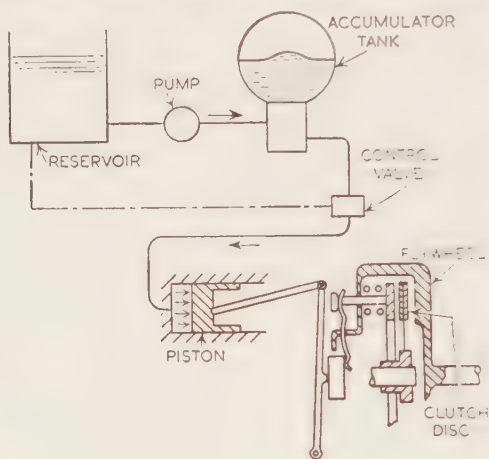 ACCUMULATOR
TANK
PUMP
RESERVOIR
CONTROL
VALVE
FLYWHEEL
PISTON
CLUTCH
DISC